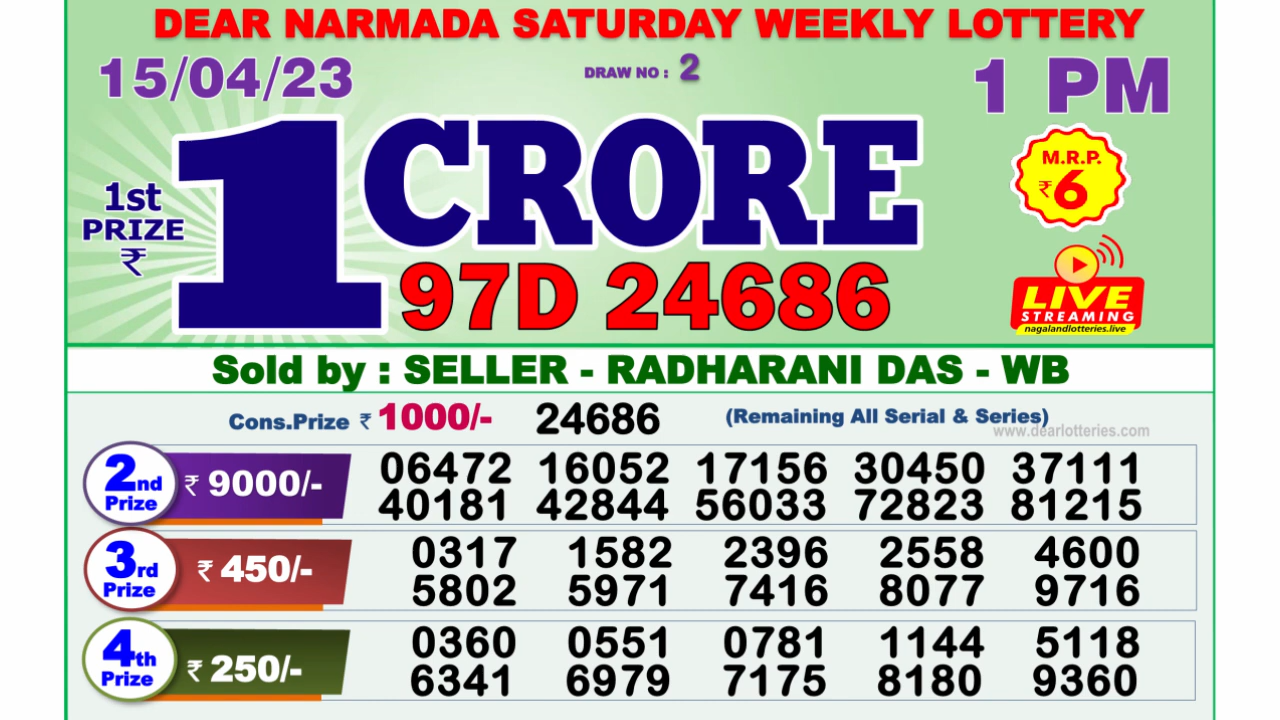 DEAR NARMADA SATURDAY WEEKLY LOTTERY
15/04/23
DRAW NO : 2
1 PM
1st
PRIZE
₹
1 CRORE
97D 24686
M.R.P.
₹6
LIVE
STREAMING
nagalandlotteries.live
Sold by : SELLER - RADHARANI DAS - WB
Cons.Prize ₹ 1000/- 24686 (Remaining All Serial & Series)
www.dearlotteries.com
2nd Prize ₹ 9000/-
06472 16052 17156 30450 37111
40181 42844 56033 72823 81215
3rd Prize ₹ 450/-
0317 1582 2396 2558 4600
5802 5971 7416 8077 9716
4th Prize ₹ 250/-
0360 0551 0781 1144 5118
6341 6979 7175 8180 9360